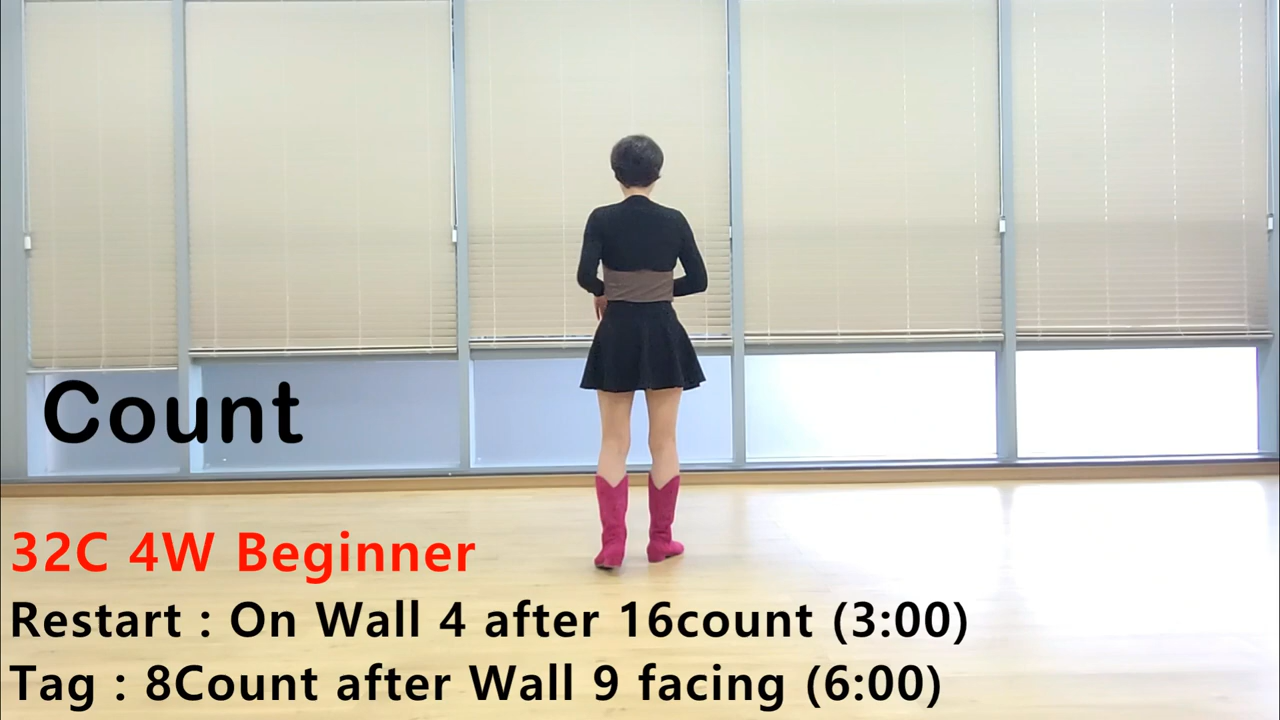 Count
32C 4W Beginner
Restart : On Wall 4 after 16count (3:00)
Tag : 8Count after Wall 9 facing (6:00)